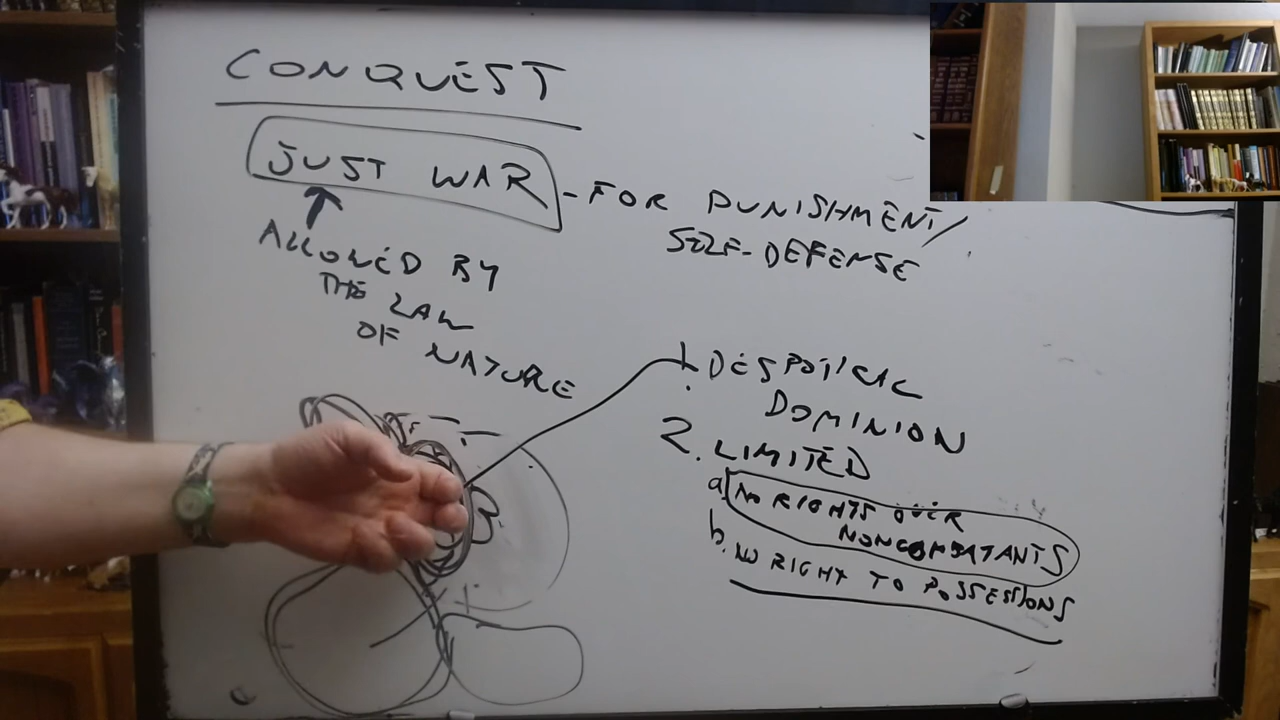 CONQUEST
JUST WAR - FOR PUNISHMENT/
SELF-DEFENSE
ALLOWED BY
THE LAW
OF NATURE
1. DESPOTICAL
DOMINION
2. LIMITED
a. NO RIGHTS OVER
NONCOMBATANTS
b. NO RIGHT TO POSSESSIONS